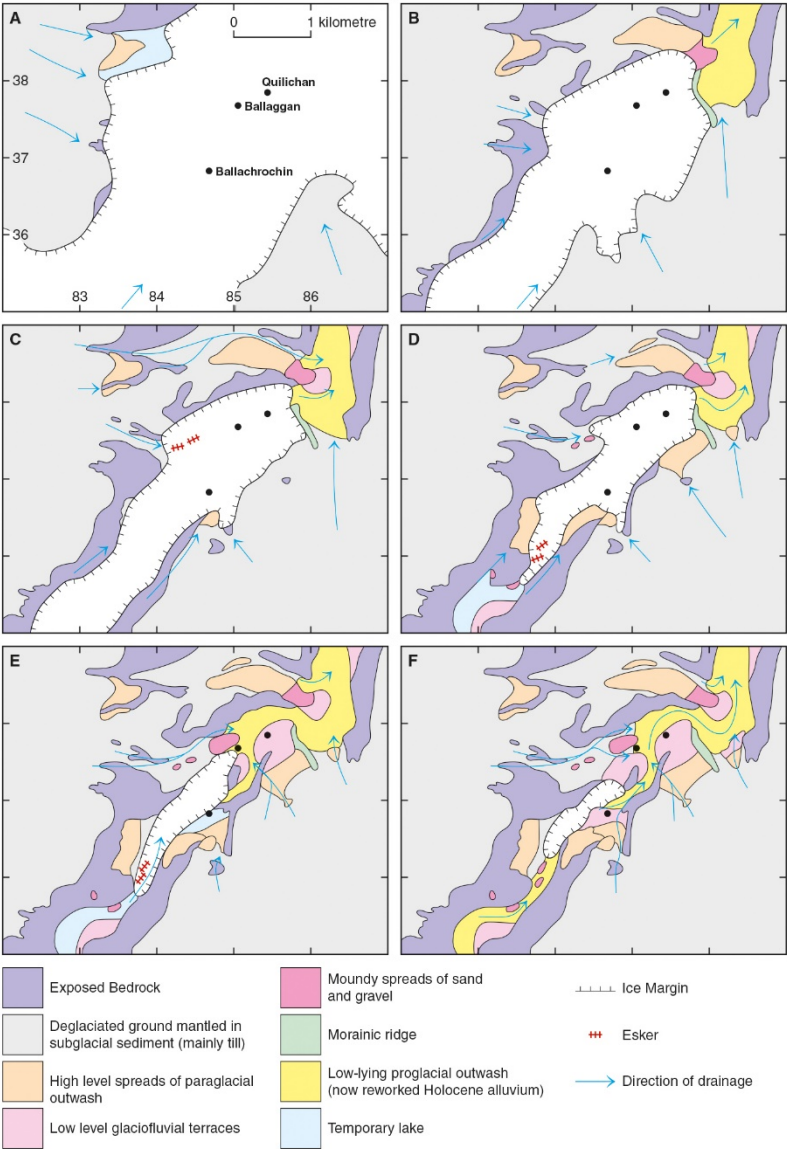 A
0 1 kilometre
B
38
Quilichan
Ballaggan
37
Ballachrochin
36
83 84 85 86
C
D
E
F
Exposed Bedrock
Deglaciated ground mantled in
subglacial sediment (mainly till)
High level spreads of paraglacial
outwash
Low level glaciofluvial terraces
Moundy spreads of sand
and gravel
Morainic ridge
Low-lying proglacial outwash
(now reworked Holocene alluvium)
Temporary lake
Ice Margin
Esker
Direction of drainage